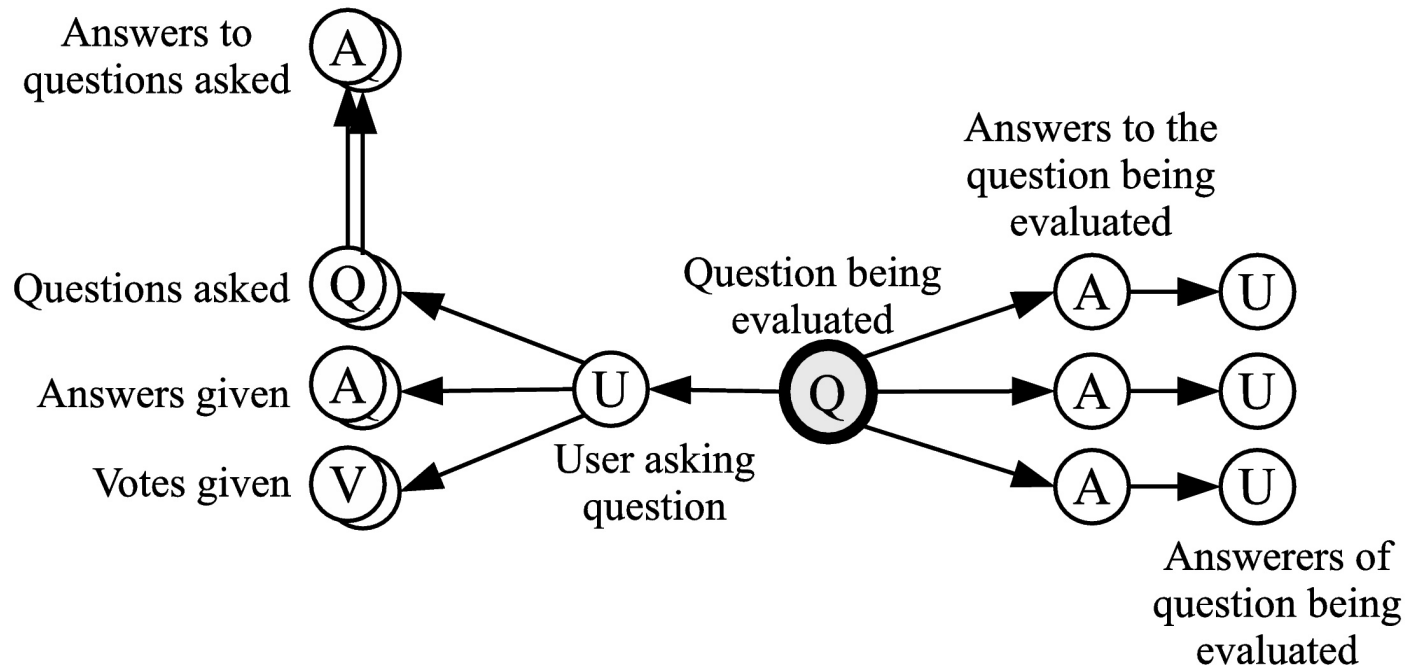 Answers to
questions asked
A
Answers to the
question being
evaluated
Questions asked
Q
Question being
evaluated
A
U
Answers given
A
U
Q
A
U
User asking
question
Votes given
V
A
U
Answerers of
question being
evaluated